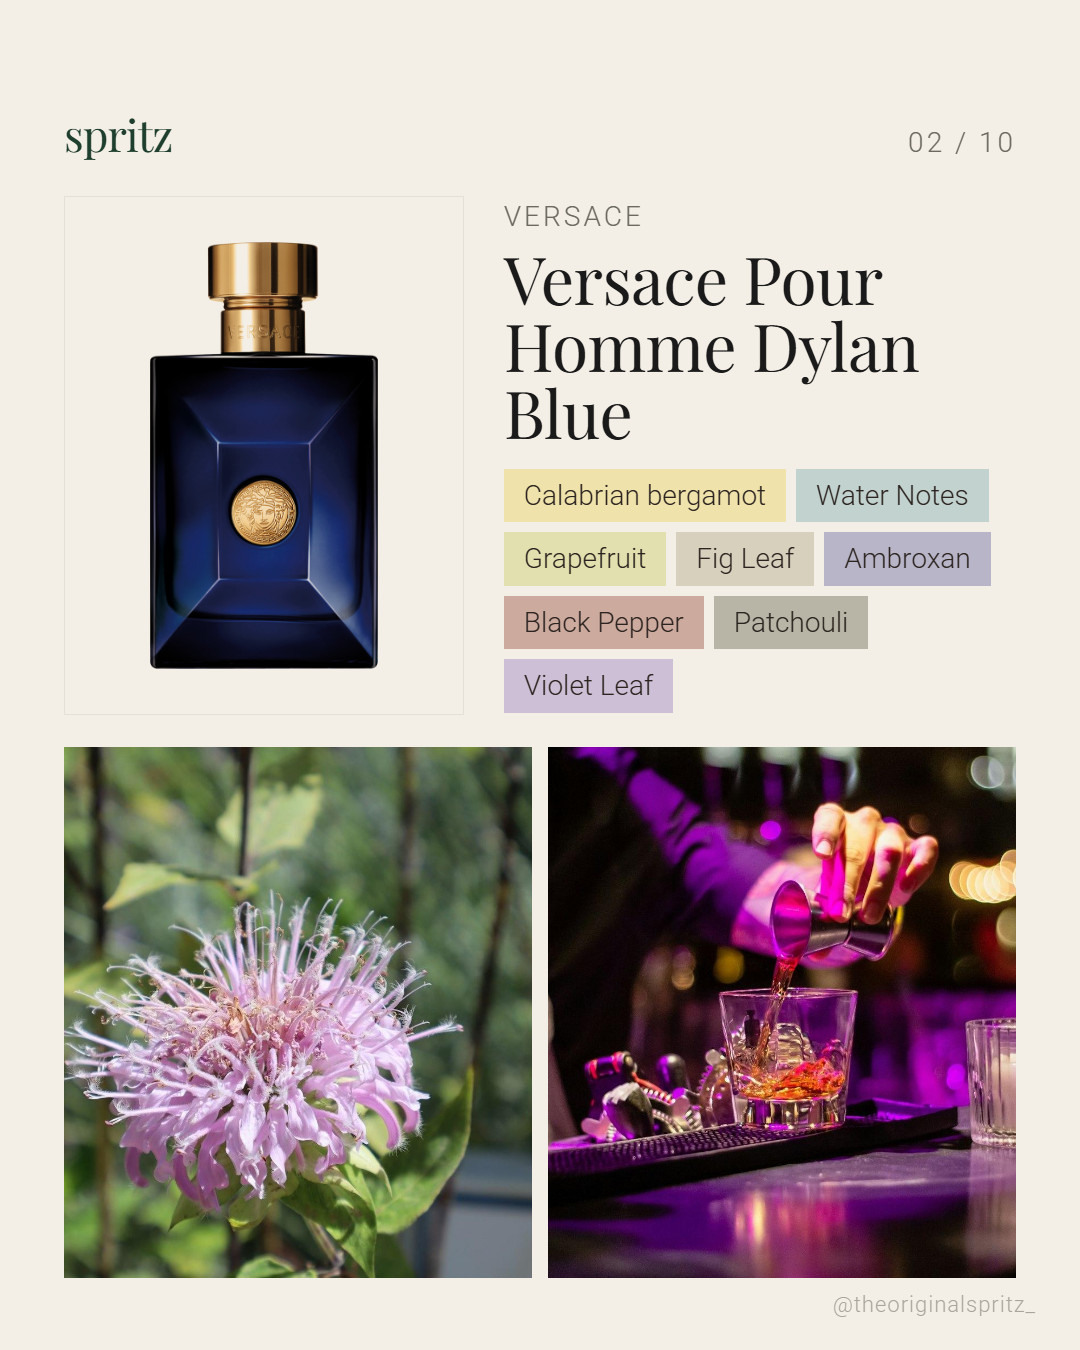 spritz
02 / 10
VERSACE
Versace Pour
Homme Dylan
Blue
VERSACE
Calabrian bergamot
Water Notes
Grapefruit
Fig Leaf
Ambroxan
Black Pepper
Patchouli
Violet Leaf
@theoriginalspritz_